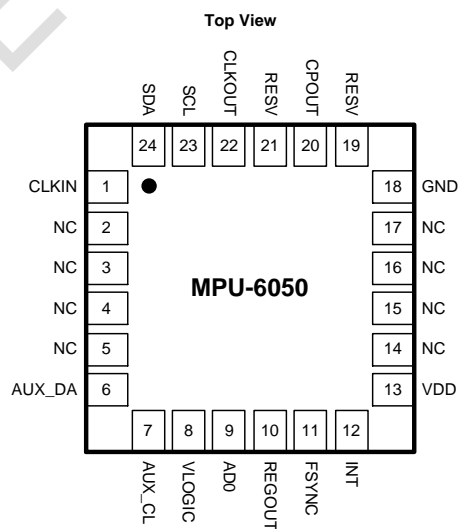 Top View
SDA
SCL
CLKOUT
RESV
CPOUT
RESV
24 23 22 21 20 19
CLKIN 1 18 GND
NC 2 17 NC
NC 3 16 NC
MPU-6050
NC 4 15 NC
NC 5 14 NC
AUX_DA 6 13 VDD
7 8 9 10 11 12
AUX_CL
VLOGIC
AD0
REGOUT
FSYNC
INT